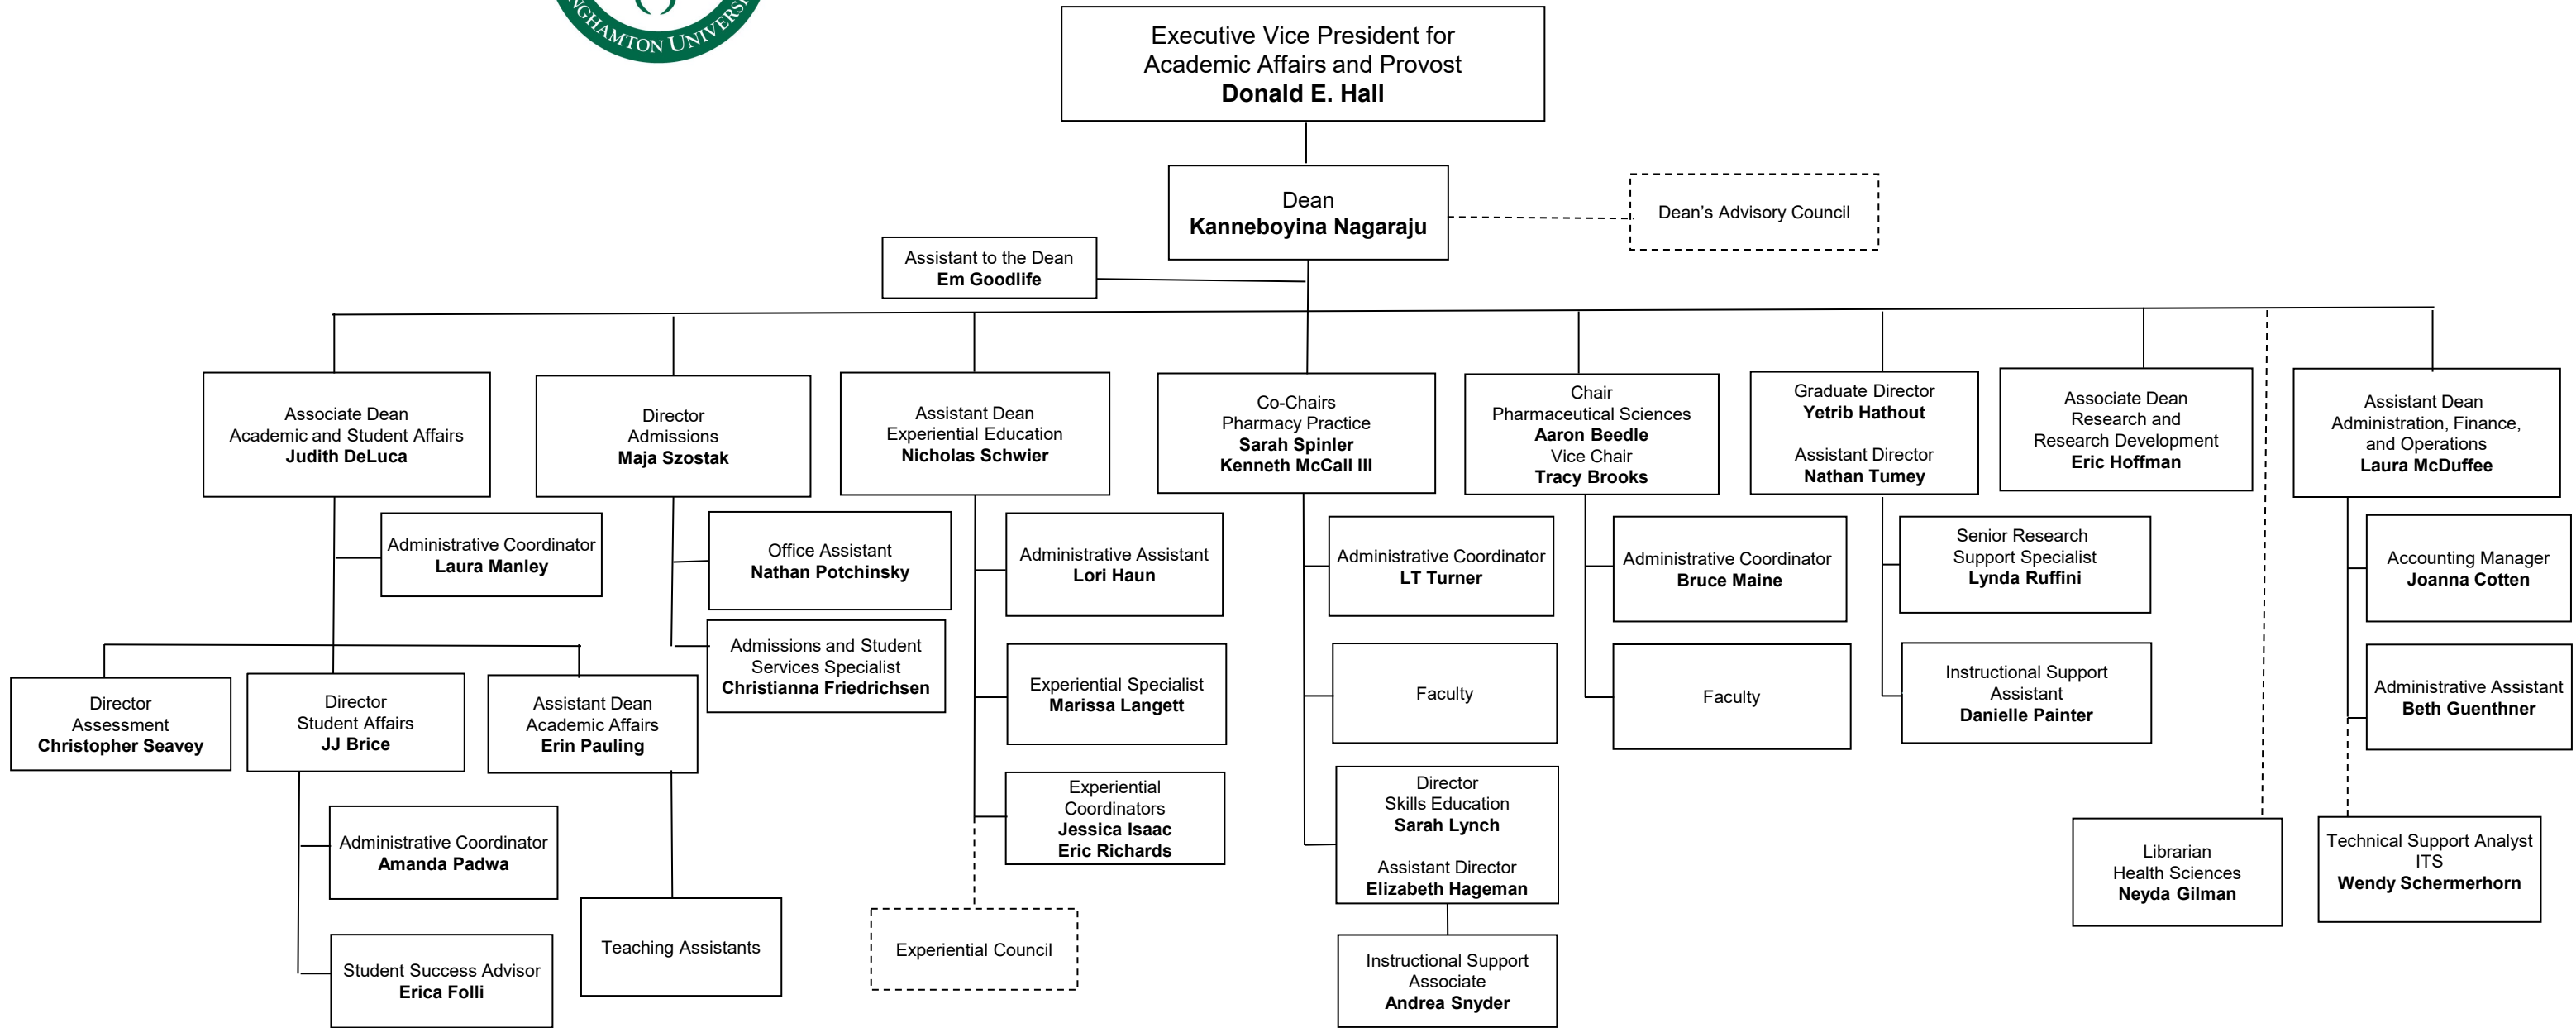 Executive Vice President for
Academic Affairs and Provost
Donald E. Hall
Dean
Kanneboyina Nagaraju
Dean’s Advisory Council
Assistant to the Dean
Em Goodlife
Associate Dean
Academic and Student Affairs
Judith DeLuca
Director
Admissions
Maja Szostak
Assistant Dean
Experiential Education
Nicholas Schwier
Co-Chairs
Pharmacy Practice
Sarah Spinler
Kenneth McCall III
Chair
Pharmaceutical Sciences
Aaron Beedle
Vice Chair
Tracy Brooks
Graduate Director
Yetrib Hathout
Assistant Director
Nathan Tumey
Associate Dean
Research and
Research Development
Eric Hoffman
Assistant Dean
Administration, Finance,
and Operations
Laura McDuffee
Administrative Coordinator
Laura Manley
Office Assistant
Nathan Potchinsky
Administrative Assistant
Lori Haun
Administrative Coordinator
LT Turner
Administrative Coordinator
Bruce Maine
Senior Research
Support Specialist
Lynda Ruffini
Accounting Manager
Joanna Cotten
Admissions and Student
Services Specialist
Christianna Friedrichsen
Experiential Specialist
Marissa Langett
Faculty
Faculty
Instructional Support
Assistant
Danielle Painter
Administrative Assistant
Beth Guenthner
Director
Assessment
Christopher Seavey
Director
Student Affairs
JJ Brice
Assistant Dean
Academic Affairs
Erin Pauling
Experiential
Coordinators
Jessica Isaac
Eric Richards
Director
Skills Education
Sarah Lynch
Assistant Director
Elizabeth Hageman
Administrative Coordinator
Amanda Padwa
Librarian
Health Sciences
Neyda Gilman
Technical Support Analyst
ITS
Wendy Schermerhorn
Teaching Assistants
Experiential Council
Student Success Advisor
Erica Folli
Instructional Support
Associate
Andrea Snyder